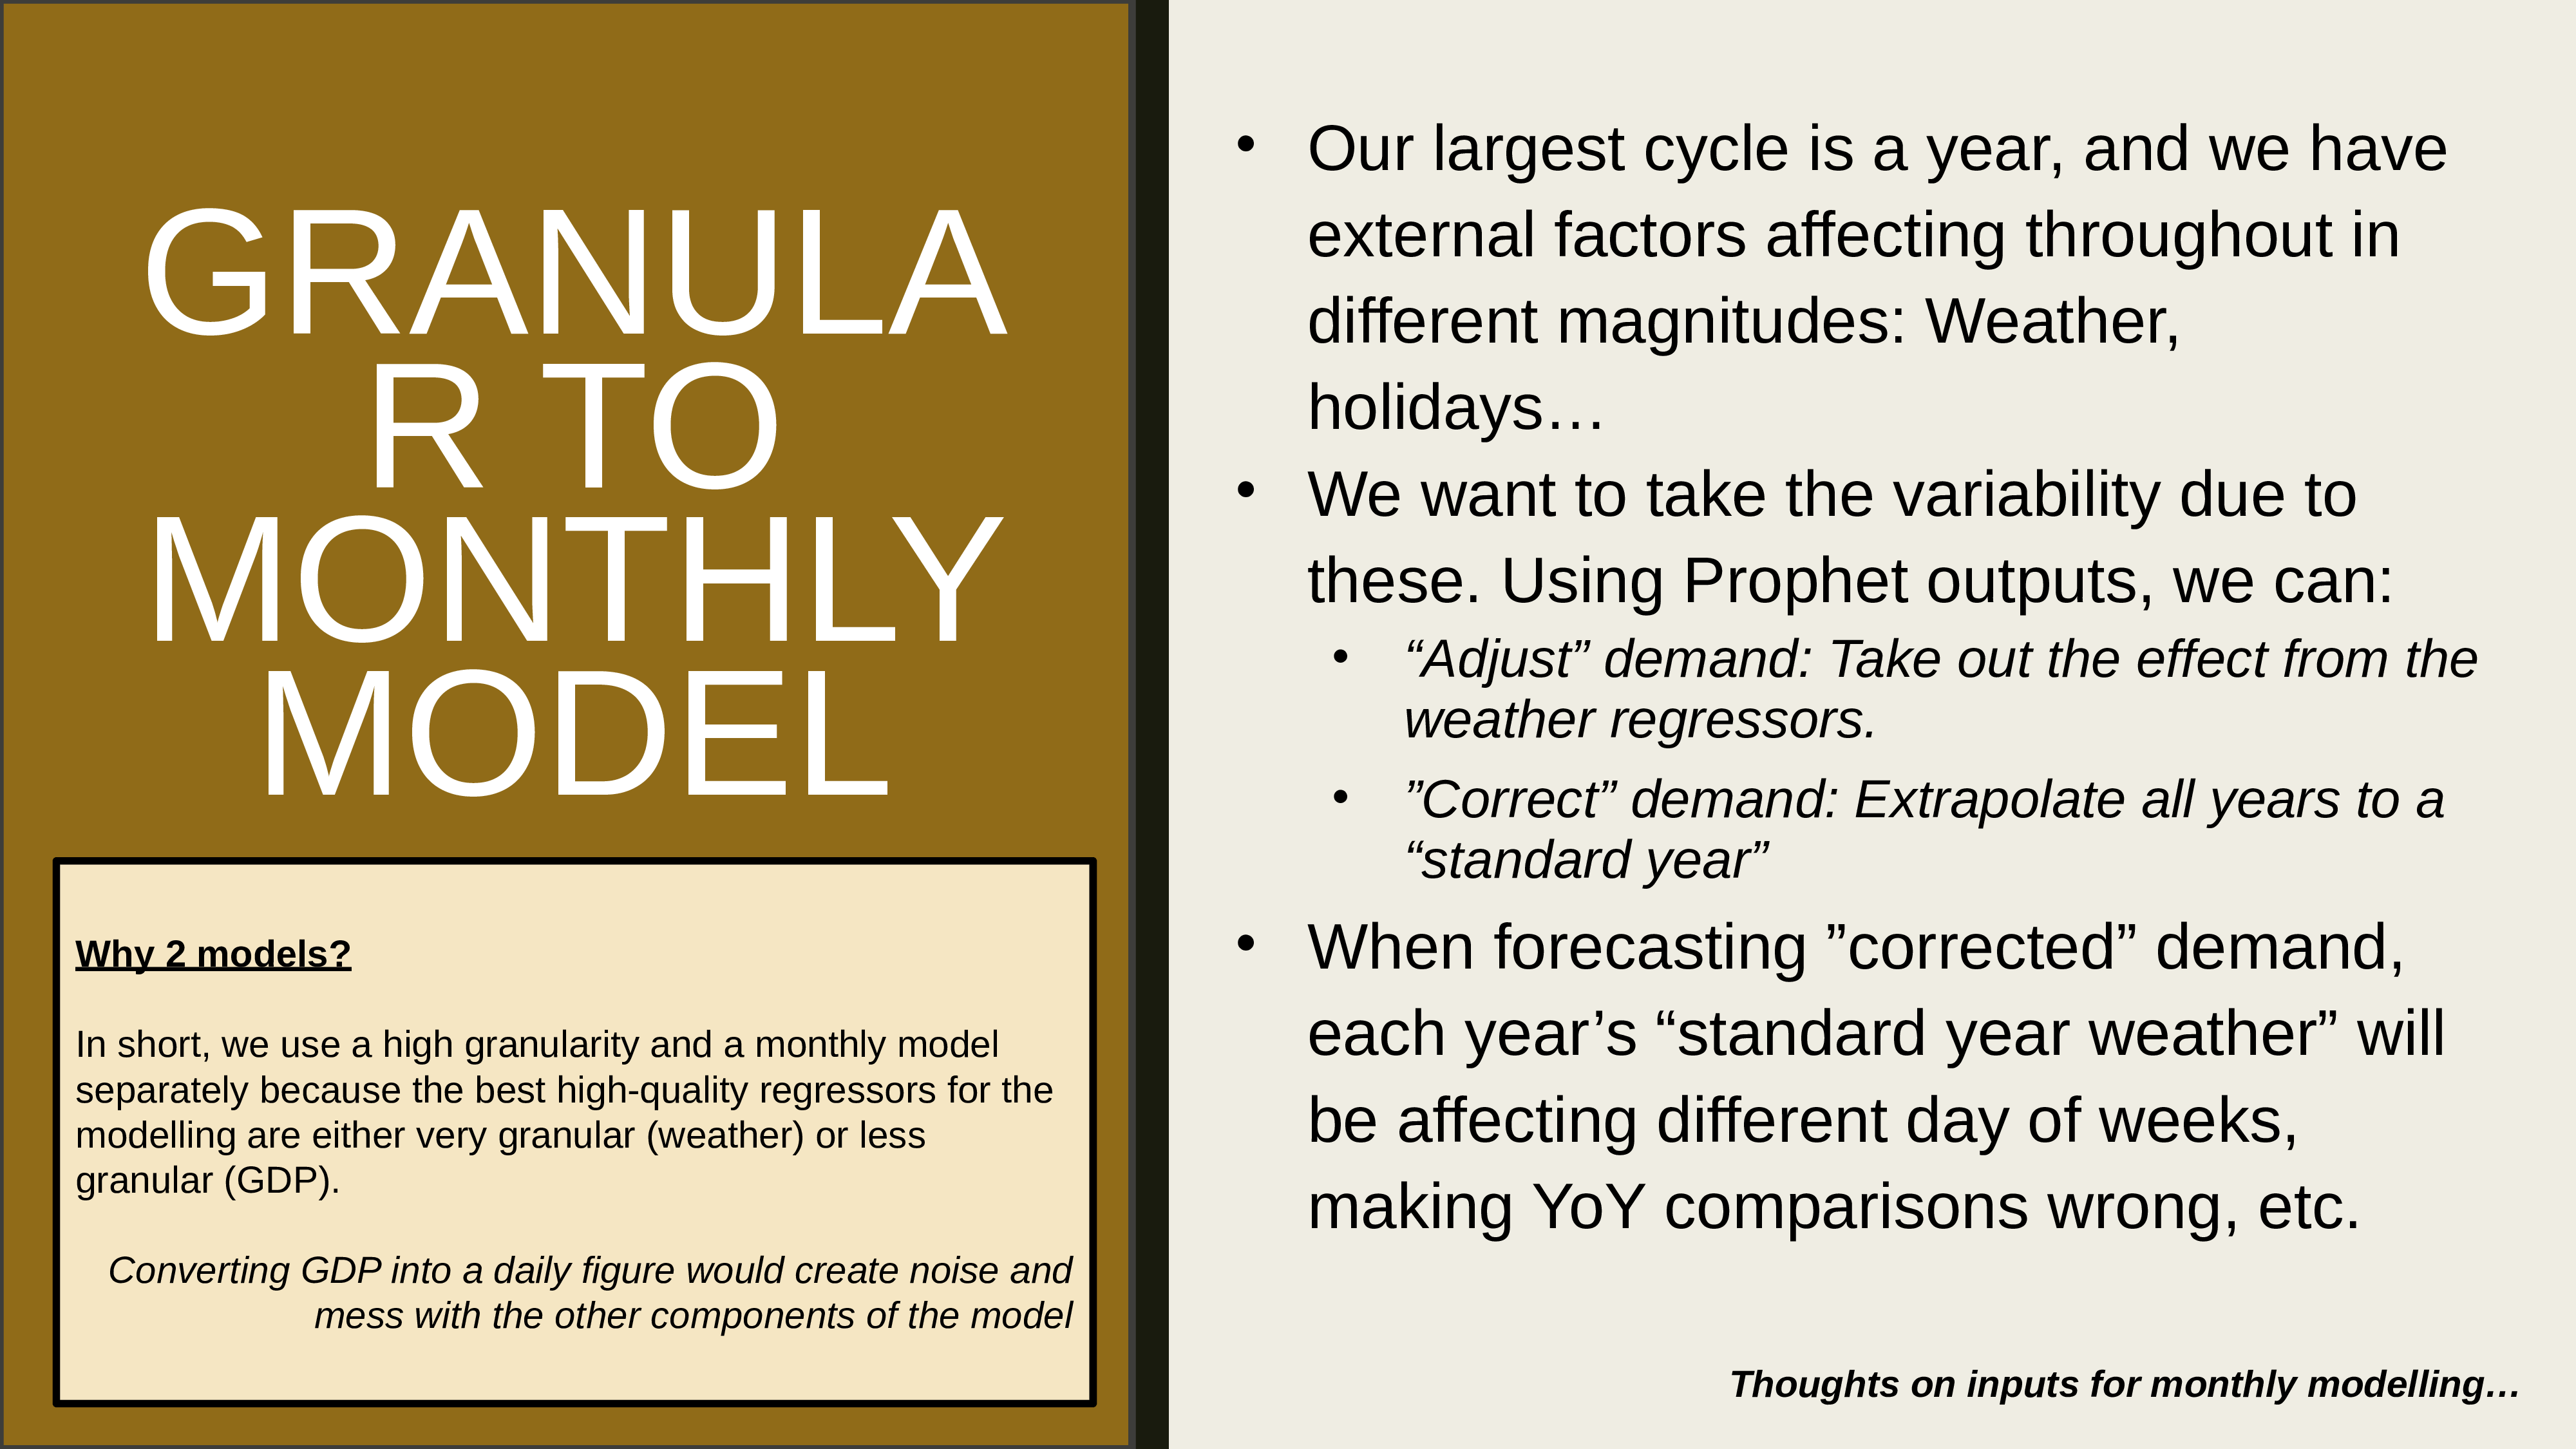 GRANULA
R TO
MONTHLY
MODEL
Why 2 models?
In short, we use a high granularity and a monthly model
separately because the best high-quality regressors for the
modelling are either very granular (weather) or less
granular (GDP).
Converting GDP into a daily figure would create noise and
mess with the other components of the model
• Our largest cycle is a year, and we have
external factors affecting throughout in
different magnitudes: Weather,
holidays…
• We want to take the variability due to
these. Using Prophet outputs, we can:
• “Adjust” demand: Take out the effect from the
weather regressors.
• ”Correct” demand: Extrapolate all years to a
“standard year”
• When forecasting ”corrected” demand,
each year’s “standard year weather” will
be affecting different day of weeks,
making YoY comparisons wrong, etc.
Thoughts on inputs for monthly modelling…